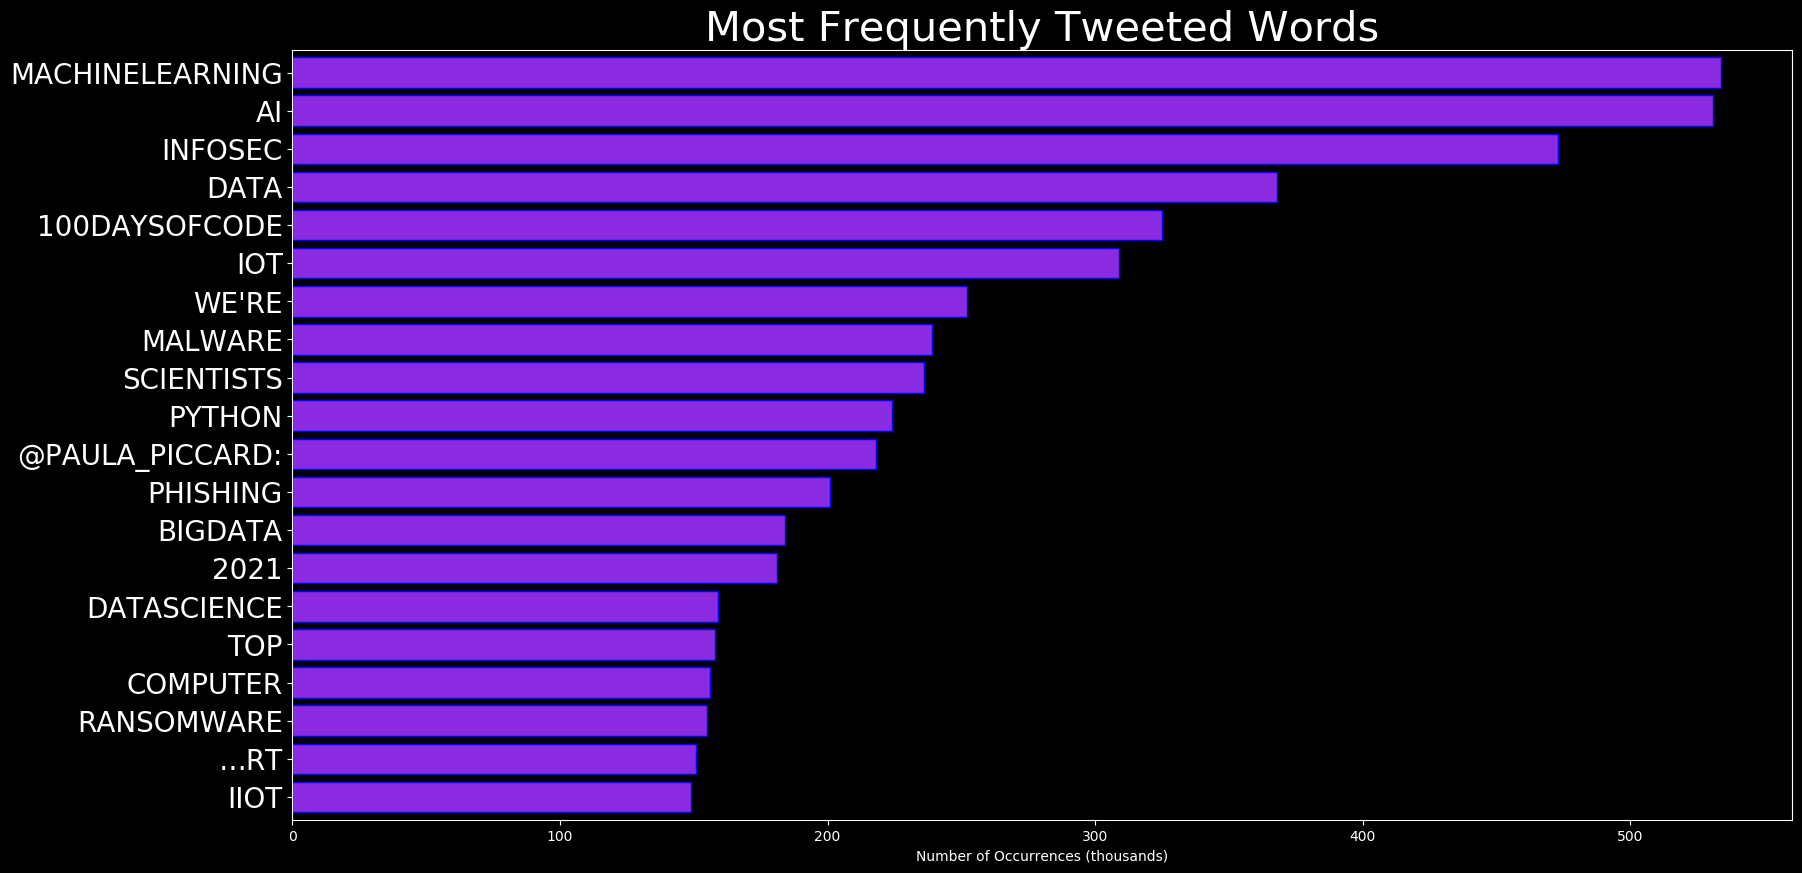 Most Frequently Tweeted Words
MACHINELEARNING
AI
INFOSEC
DATA
100DAYSOFCODE
IOT
WE'RE
MALWARE
SCIENTISTS
PYTHON
@PAULA_PICCARD:
PHISHING
BIGDATA
2021
DATASCIENCE
TOP
COMPUTER
RANSOMWARE
…RT
IIOT
0 100 200 300 400 500
Number of Occurrences (thousands)